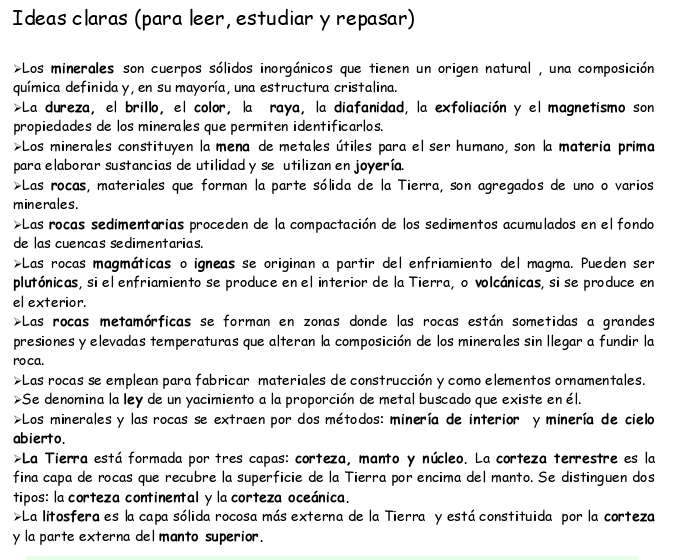 Ideas claras (para leer, estudiar y repasar)
➢Los minerales son cuerpos sólidos inorgánicos que tienen un origen natural , una composición
química definida y, en su mayoría, una estructura cristalina.
➢La dureza, el brillo, el color, la raya, la diafanidad, la exfoliación y el magnetismo son
propiedades de los minerales que permiten identificarlos.
➢Los minerales constituyen la mena de metales útiles para el ser humano, son la materia prima
para elaborar sustancias de utilidad y se utilizan en joyería.
➢Las rocas, materiales que forman la parte sólida de la Tierra, son agregados de uno o varios
minerales.
➢Las rocas sedimentarias proceden de la compactación de los sedimentos acumulados en el fondo
de las cuencas sedimentarias.
➢Las rocas magmáticas o igneas se originan a partir del enfriamiento del magma. Pueden ser
plutónicas, si el enfriamiento se produce en el interior de la Tierra, o volcánicas, si se produce en
el exterior.
➢Las rocas metamórficas se forman en zonas donde las rocas están sometidas a grandes
presiones y elevadas temperaturas que alteran la composición de los minerales sin llegar a fundir la
roca.
➢Las rocas se emplean para fabricar materiales de construcción y como elementos ornamentales.
➢Se denomina la ley de un yacimiento a la proporción de metal buscado que existe en él.
➢Los minerales y las rocas se extraen por dos métodos: minería de interior y minería de cielo
abierto.
➢La Tierra está formada por tres capas: corteza, manto y núcleo. La corteza terrestre es la
fina capa de rocas que recubre la superficie de la Tierra por encima del manto. Se distinguen dos
tipos: la corteza continental y la corteza oceánica.
➢La litosfera es la capa sólida rocosa más externa de la Tierra y está constituida por la corteza
y la parte externa del manto superior.